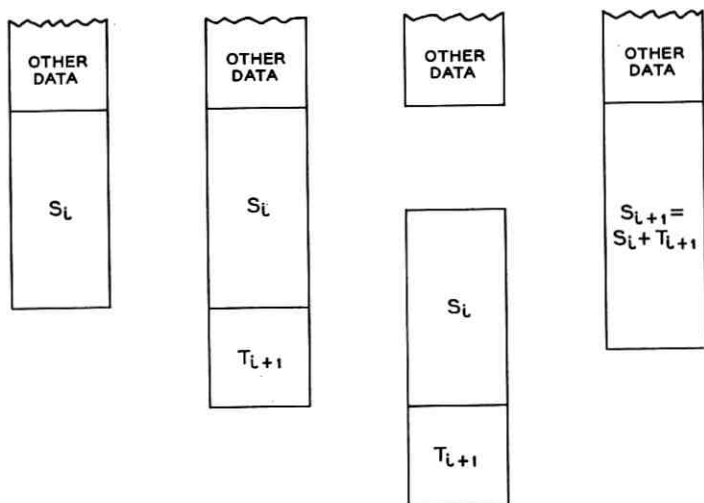 OTHER
DATA
Sᵢ
OTHER
DATA
Sᵢ
Tᵢ₊₁
OTHER
DATA
Sᵢ
Tᵢ₊₁
OTHER
DATA
Sᵢ₊₁=
Sᵢ+Tᵢ₊₁